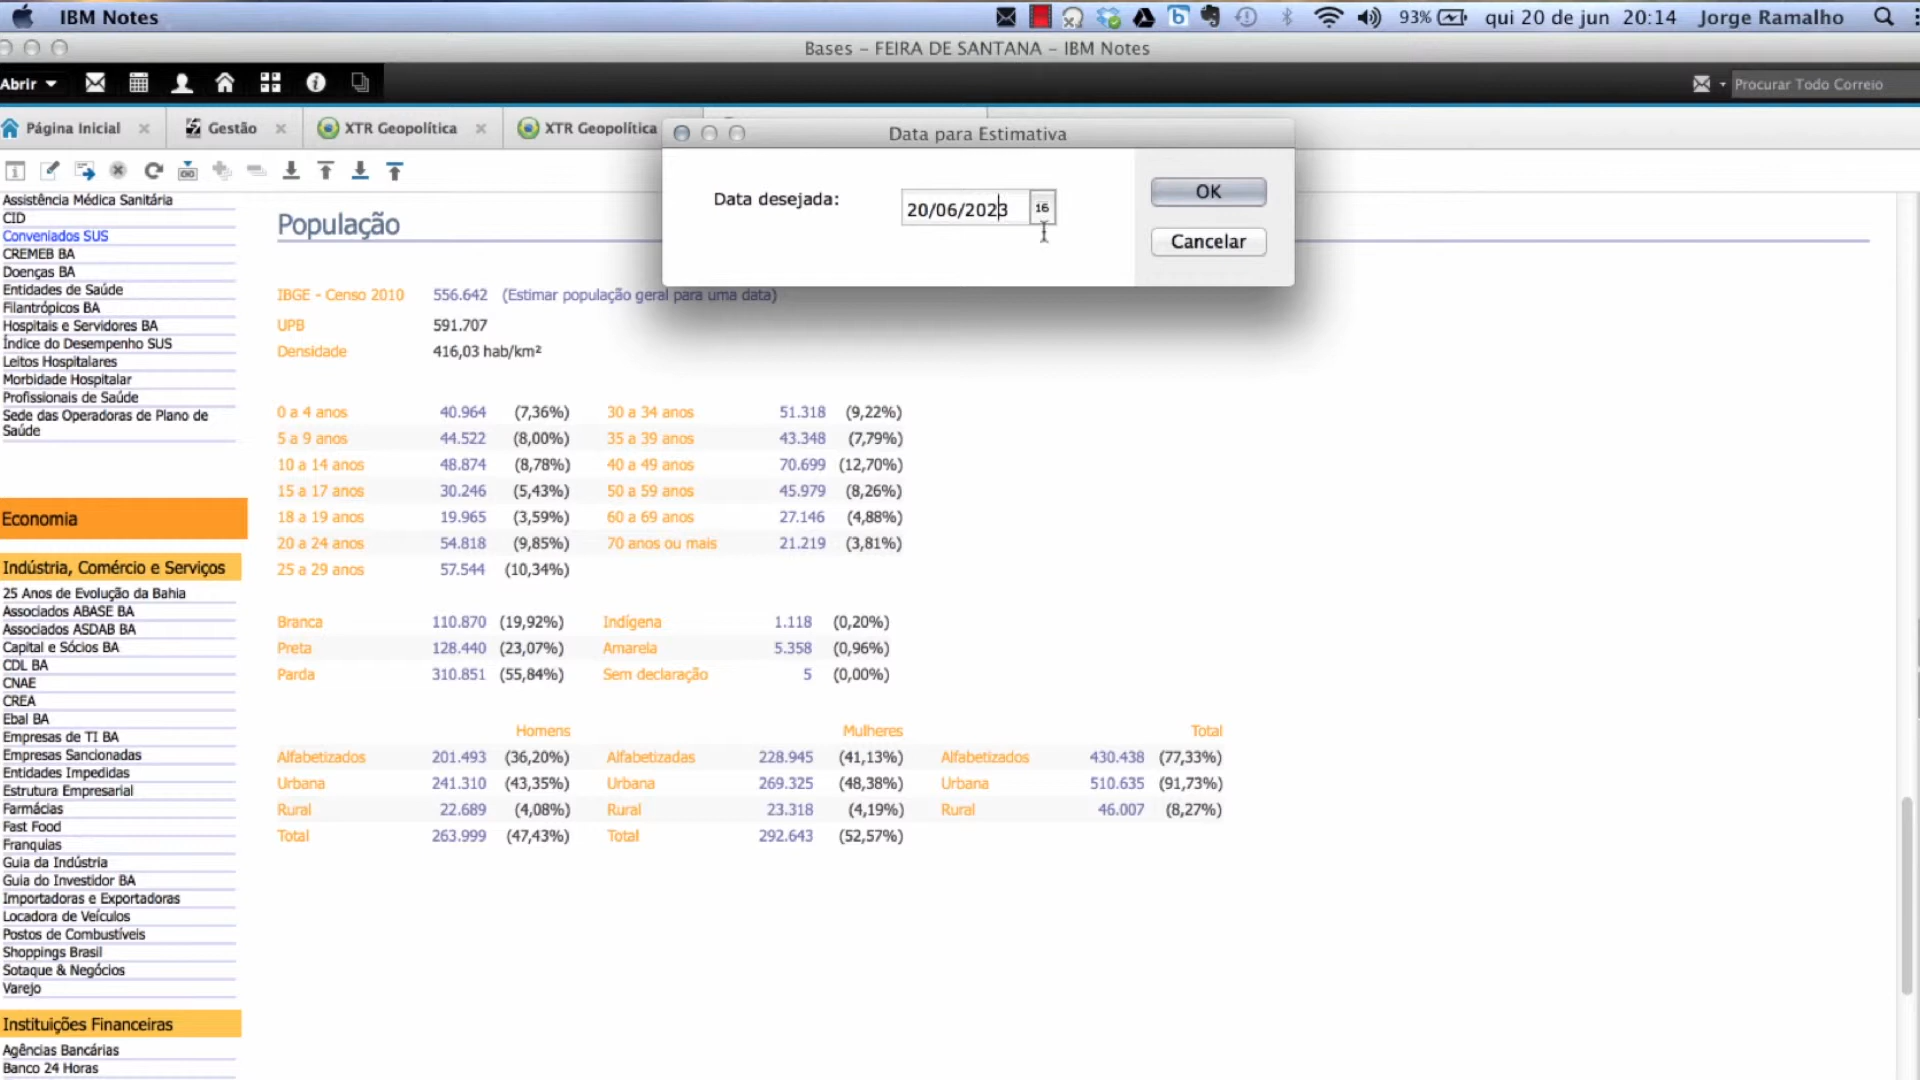 IBM Notes
93%
qui 20 de jun 20:14
Jorge Ramalho
Bases – FEIRA DE SANTANA – IBM Notes
Abrir
Procurar Todo Correio
Página Inicial
Gestão
XTR Geopolítica
XTR Geopolítica
Data para Estimativa
Data desejada:
20/06/2023
16
OK
Cancelar
Assistência Médica Sanitária
CID
Conveniados SUS
CREMEB BA
Doenças BA
Entidades de Saúde
Filantrópicos BA
Hospitais e Servidores BA
Índice do Desempenho SUS
Leitos Hospitalares
Morbidade Hospitalar
Profissionais de Saúde
Sede das Operadoras de Plano de
Saúde
Economia
Indústria, Comércio e Serviços
25 Anos de Evolução da Bahia
Associados ABASE BA
Associados ASDAB BA
Capital e Sócios BA
CDL BA
CNAE
CREA
Ebal BA
Empresas de TI BA
Empresas Sancionadas
Entidades Impedidas
Estrutura Empresarial
Farmácias
Fast Food
Franquias
Guia da Indústria
Guia do Investidor BA
Importadoras e Exportadoras
Locadora de Veículos
Postos de Combustíveis
Shoppings Brasil
Sotaque & Negócios
Varejo
Instituições Financeiras
Agências Bancárias
Banco 24 Horas
População
IBGE - Censo 2010 556.642 (Estimar população geral para uma data)
UPB 591.707
Densidade 416,03 hab/km²
0 a 4 anos 40.964 (7,36%) 30 a 34 anos 51.318 (9,22%)
5 a 9 anos 44.522 (8,00%) 35 a 39 anos 43.348 (7,79%)
10 a 14 anos 48.874 (8,78%) 40 a 49 anos 70.699 (12,70%)
15 a 17 anos 30.246 (5,43%) 50 a 59 anos 45.979 (8,26%)
18 a 19 anos 19.965 (3,59%) 60 a 69 anos 27.146 (4,88%)
20 a 24 anos 54.818 (9,85%) 70 anos ou mais 21.219 (3,81%)
25 a 29 anos 57.544 (10,34%)
Branca 110.870 (19,92%) Indígena 1.118 (0,20%)
Preta 128.440 (23,07%) Amarela 5.358 (0,96%)
Parda 310.851 (55,84%) Sem declaração 5 (0,00%)
Homens Mulheres Total
Alfabetizados 201.493 (36,20%) Alfabetizadas 228.945 (41,13%) Alfabetizados 430.438 (77,33%)
Urbana 241.310 (43,35%) Urbana 269.325 (48,38%) Urbana 510.635 (91,73%)
Rural 22.689 (4,08%) Rural 23.318 (4,19%) Rural 46.007 (8,27%)
Total 263.999 (47,43%) Total 292.643 (52,57%)